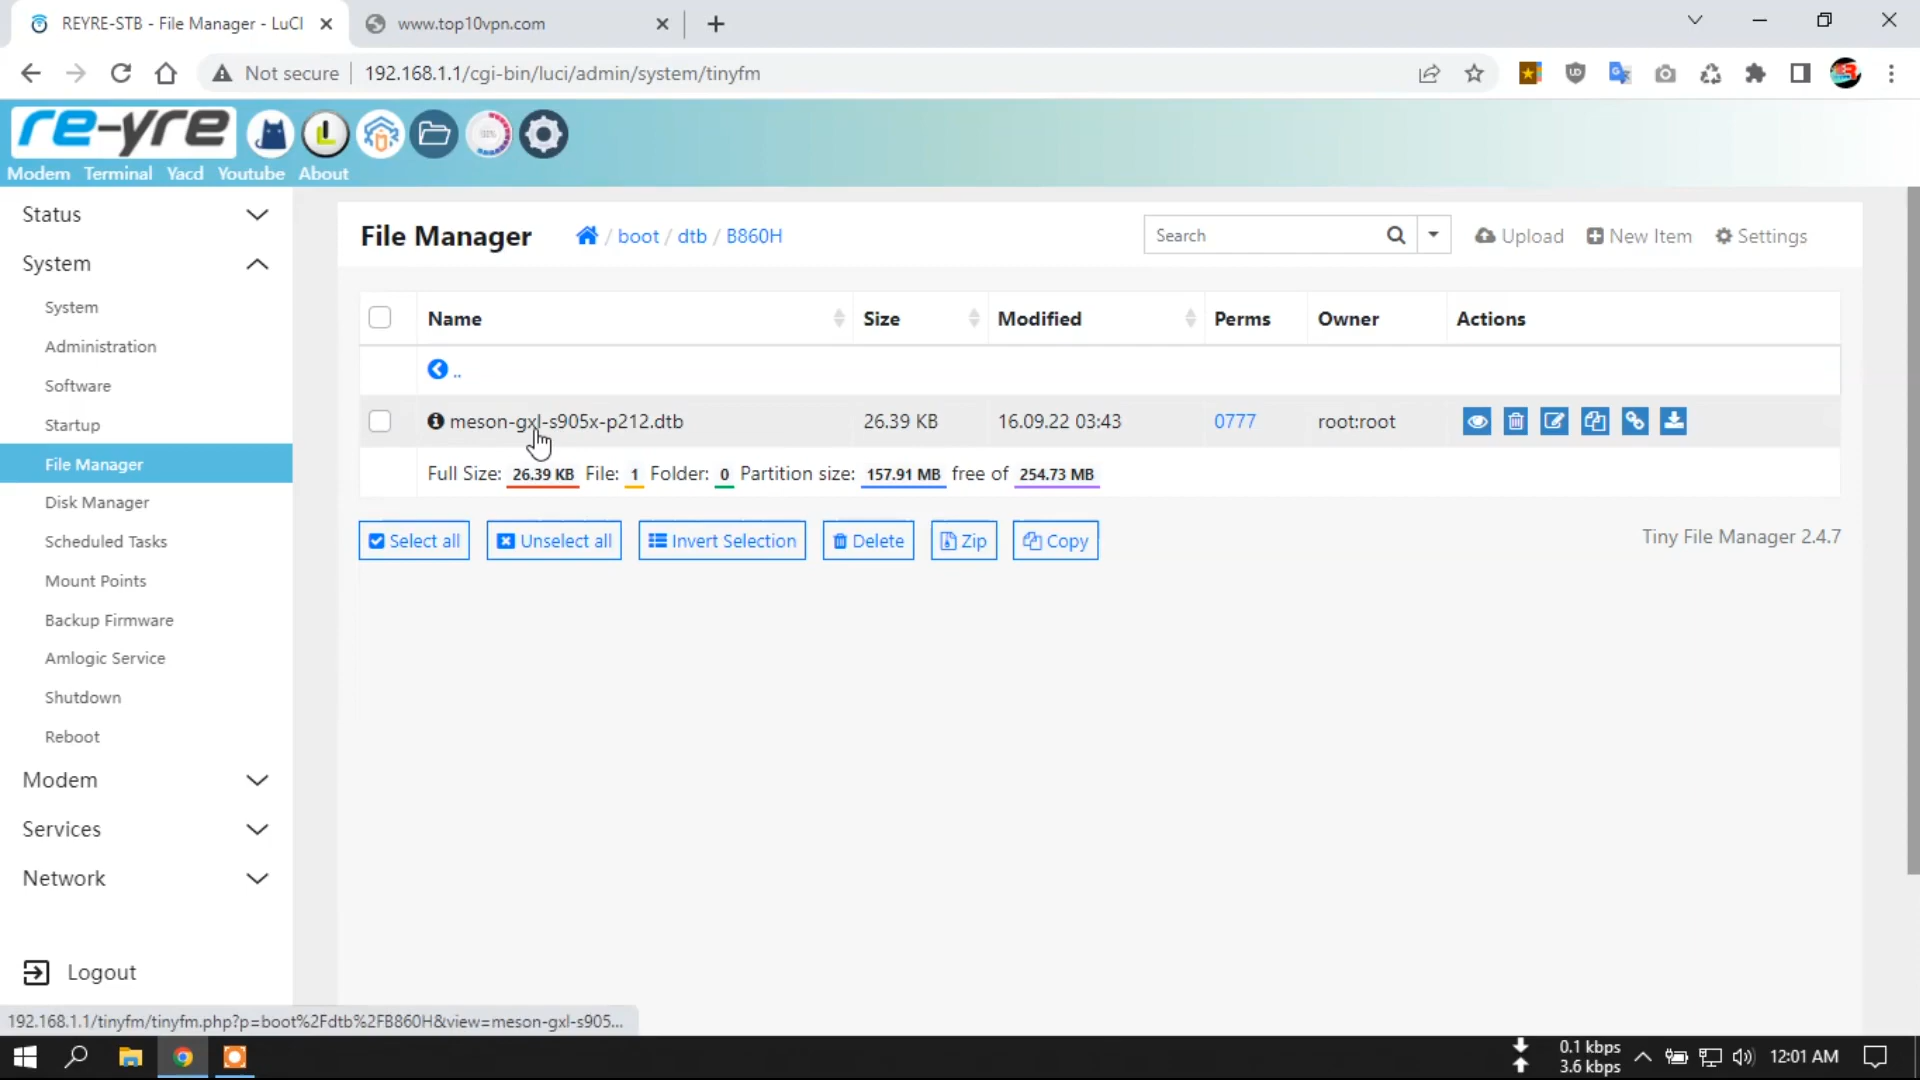 REYRE-STB - File Manager - LuCI
www.top10vpn.com
Not secure
192.168.1.1/cgi-bin/luci/admin/system/tinyfm
re-yre
Modem Terminal Yacd Youtube About
Status
System
System
Administration
Software
Startup
File Manager
Disk Manager
Scheduled Tasks
Mount Points
Backup Firmware
Amlogic Service
Shutdown
Reboot
Modem
Services
Network
Logout
File Manager / boot / dtb / B860H
Search
Upload
New Item
Settings
Name Size Modified Perms Owner Actions
..
meson-gxl-s905x-p212.dtb 26.39 KB 16.09.22 03:43 0777 root:root
Full Size: 26.39 KB File: 1 Folder: 0 Partition size: 157.91 MB free of 254.73 MB
Select all
Unselect all
Invert Selection
Delete
Zip
Copy
Tiny File Manager 2.4.7
192.168.1.1/tinyfm/tinyfm.php?p=boot%2Fdtb%2FB860H&view=meson-gxl-s905...
0.1 kbps
3.6 kbps
12:01 AM